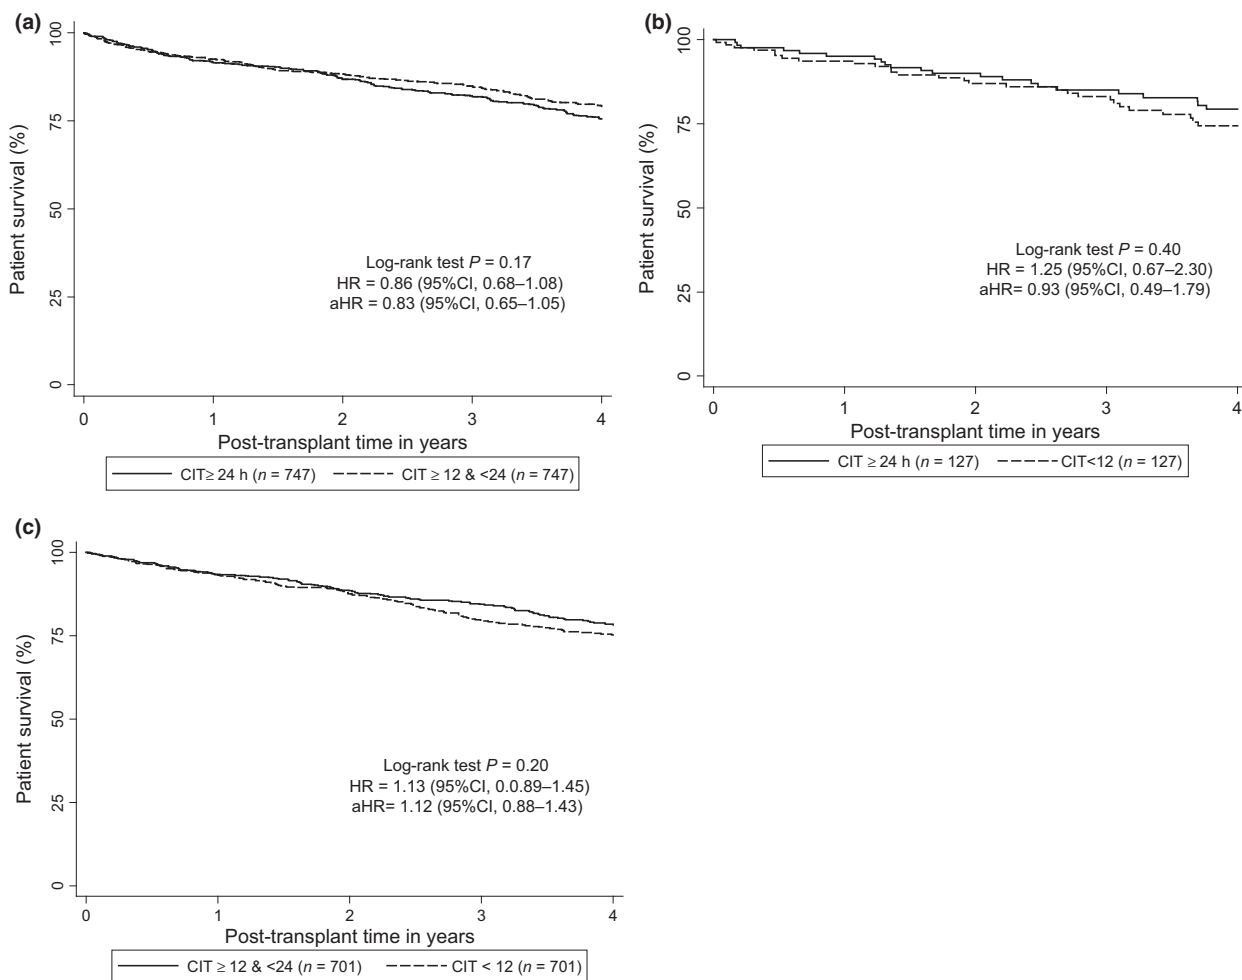 (a)
Patient survival (%)
100
75
50
25
0
Log-rank test P = 0.17
HR = 0.86 (95%CI, 0.68–1.08)
aHR = 0.83 (95%CI, 0.65–1.05)
0 1 2 3 4
Post-transplant time in years
CIT≥ 24 h (n = 747) CIT ≥ 12 & <24 (n = 747)
(b)
Patient survival (%)
100
75
50
25
0
Log-rank test P = 0.40
HR = 1.25 (95%CI, 0.67–2.30)
aHR= 0.93 (95%CI, 0.49–1.79)
0 1 2 3 4
Post-transplant time in years
CIT ≥ 24 h (n = 127) CIT<12 (n = 127)
(c)
Patient survival (%)
100
75
50
25
0
Log-rank test P = 0.20
HR = 1.13 (95%CI, 0.0.89–1.45)
aHR= 1.12 (95%CI, 0.88–1.43)
0 1 2 3 4
Post-transplant time in years
CIT ≥ 12 & <24 (n = 701) CIT < 12 (n = 701)